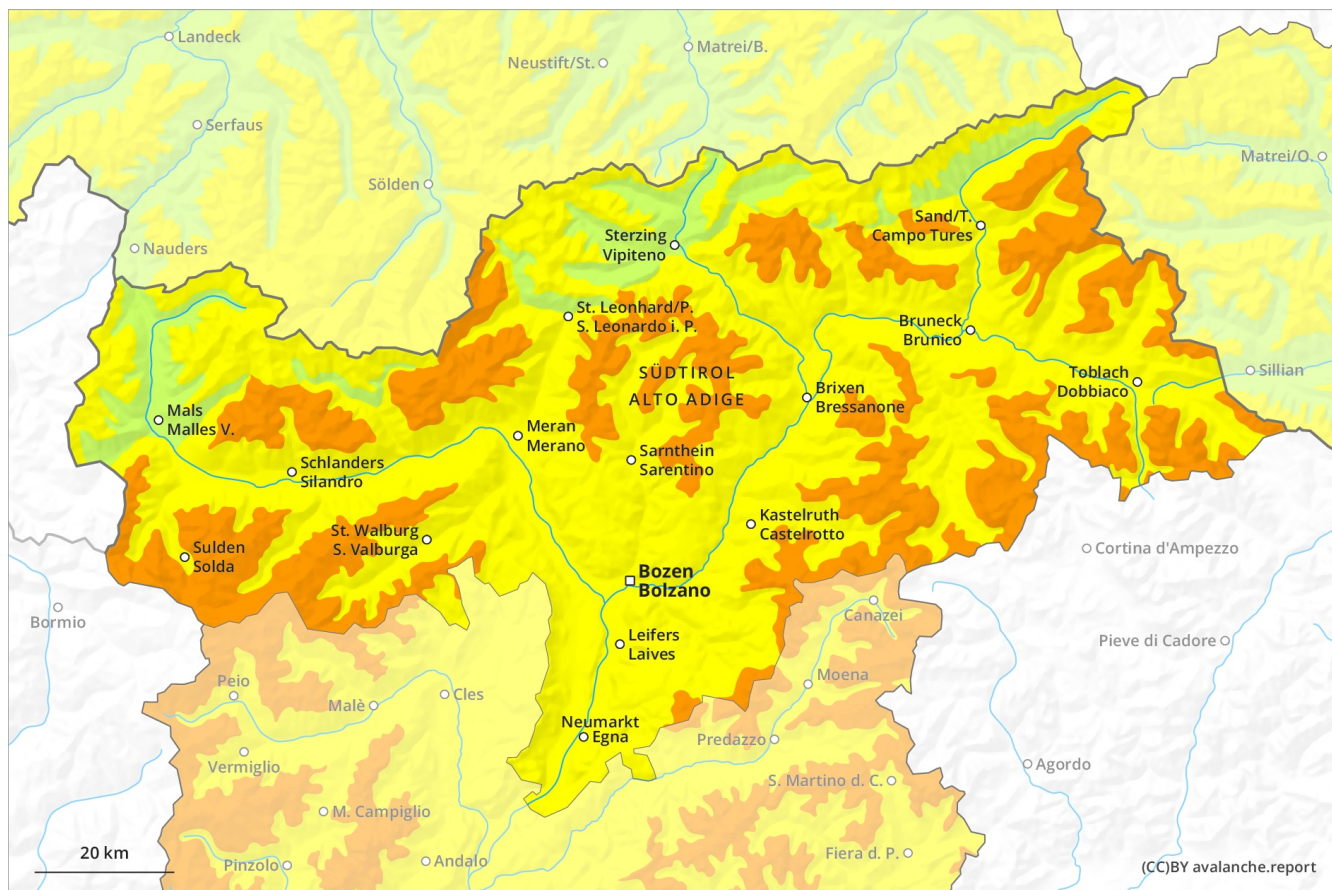 Landeck
Matrei/B.
Neustift/St.
Serfaus
Matrei/O.
Sölden
Sand/T.
Campo Tures
Sterzing
Vipiteno
Nauders
St. Leonhard/P.
S. Leonardo i. P.
Bruneck
Brunico
SÜDTIROL
ALTO ADIGE
Toblach
Dobbiaco
Sillian
Brixen
Bressanone
Mals
Malles V.
Meran
Merano
Schlanders
Silandro
Sarnthein
Sarentino
Kastelruth
Castelrotto
St. Walburg
S. Valburga
Sulden
Solda
Cortina d'Ampezzo
Bozen
Bolzano
Bormio
Canazei
Leifers
Laives
Pieve di Cadore
Peio
Moena
Malè
Cles
Neumarkt
Egna
Predazzo
Vermiglio
Agordo
S. Martino d. C.
M. Campiglio
20 km
Pinzolo
Andalo
Fiera d. P.
(CC)BY avalanche.report